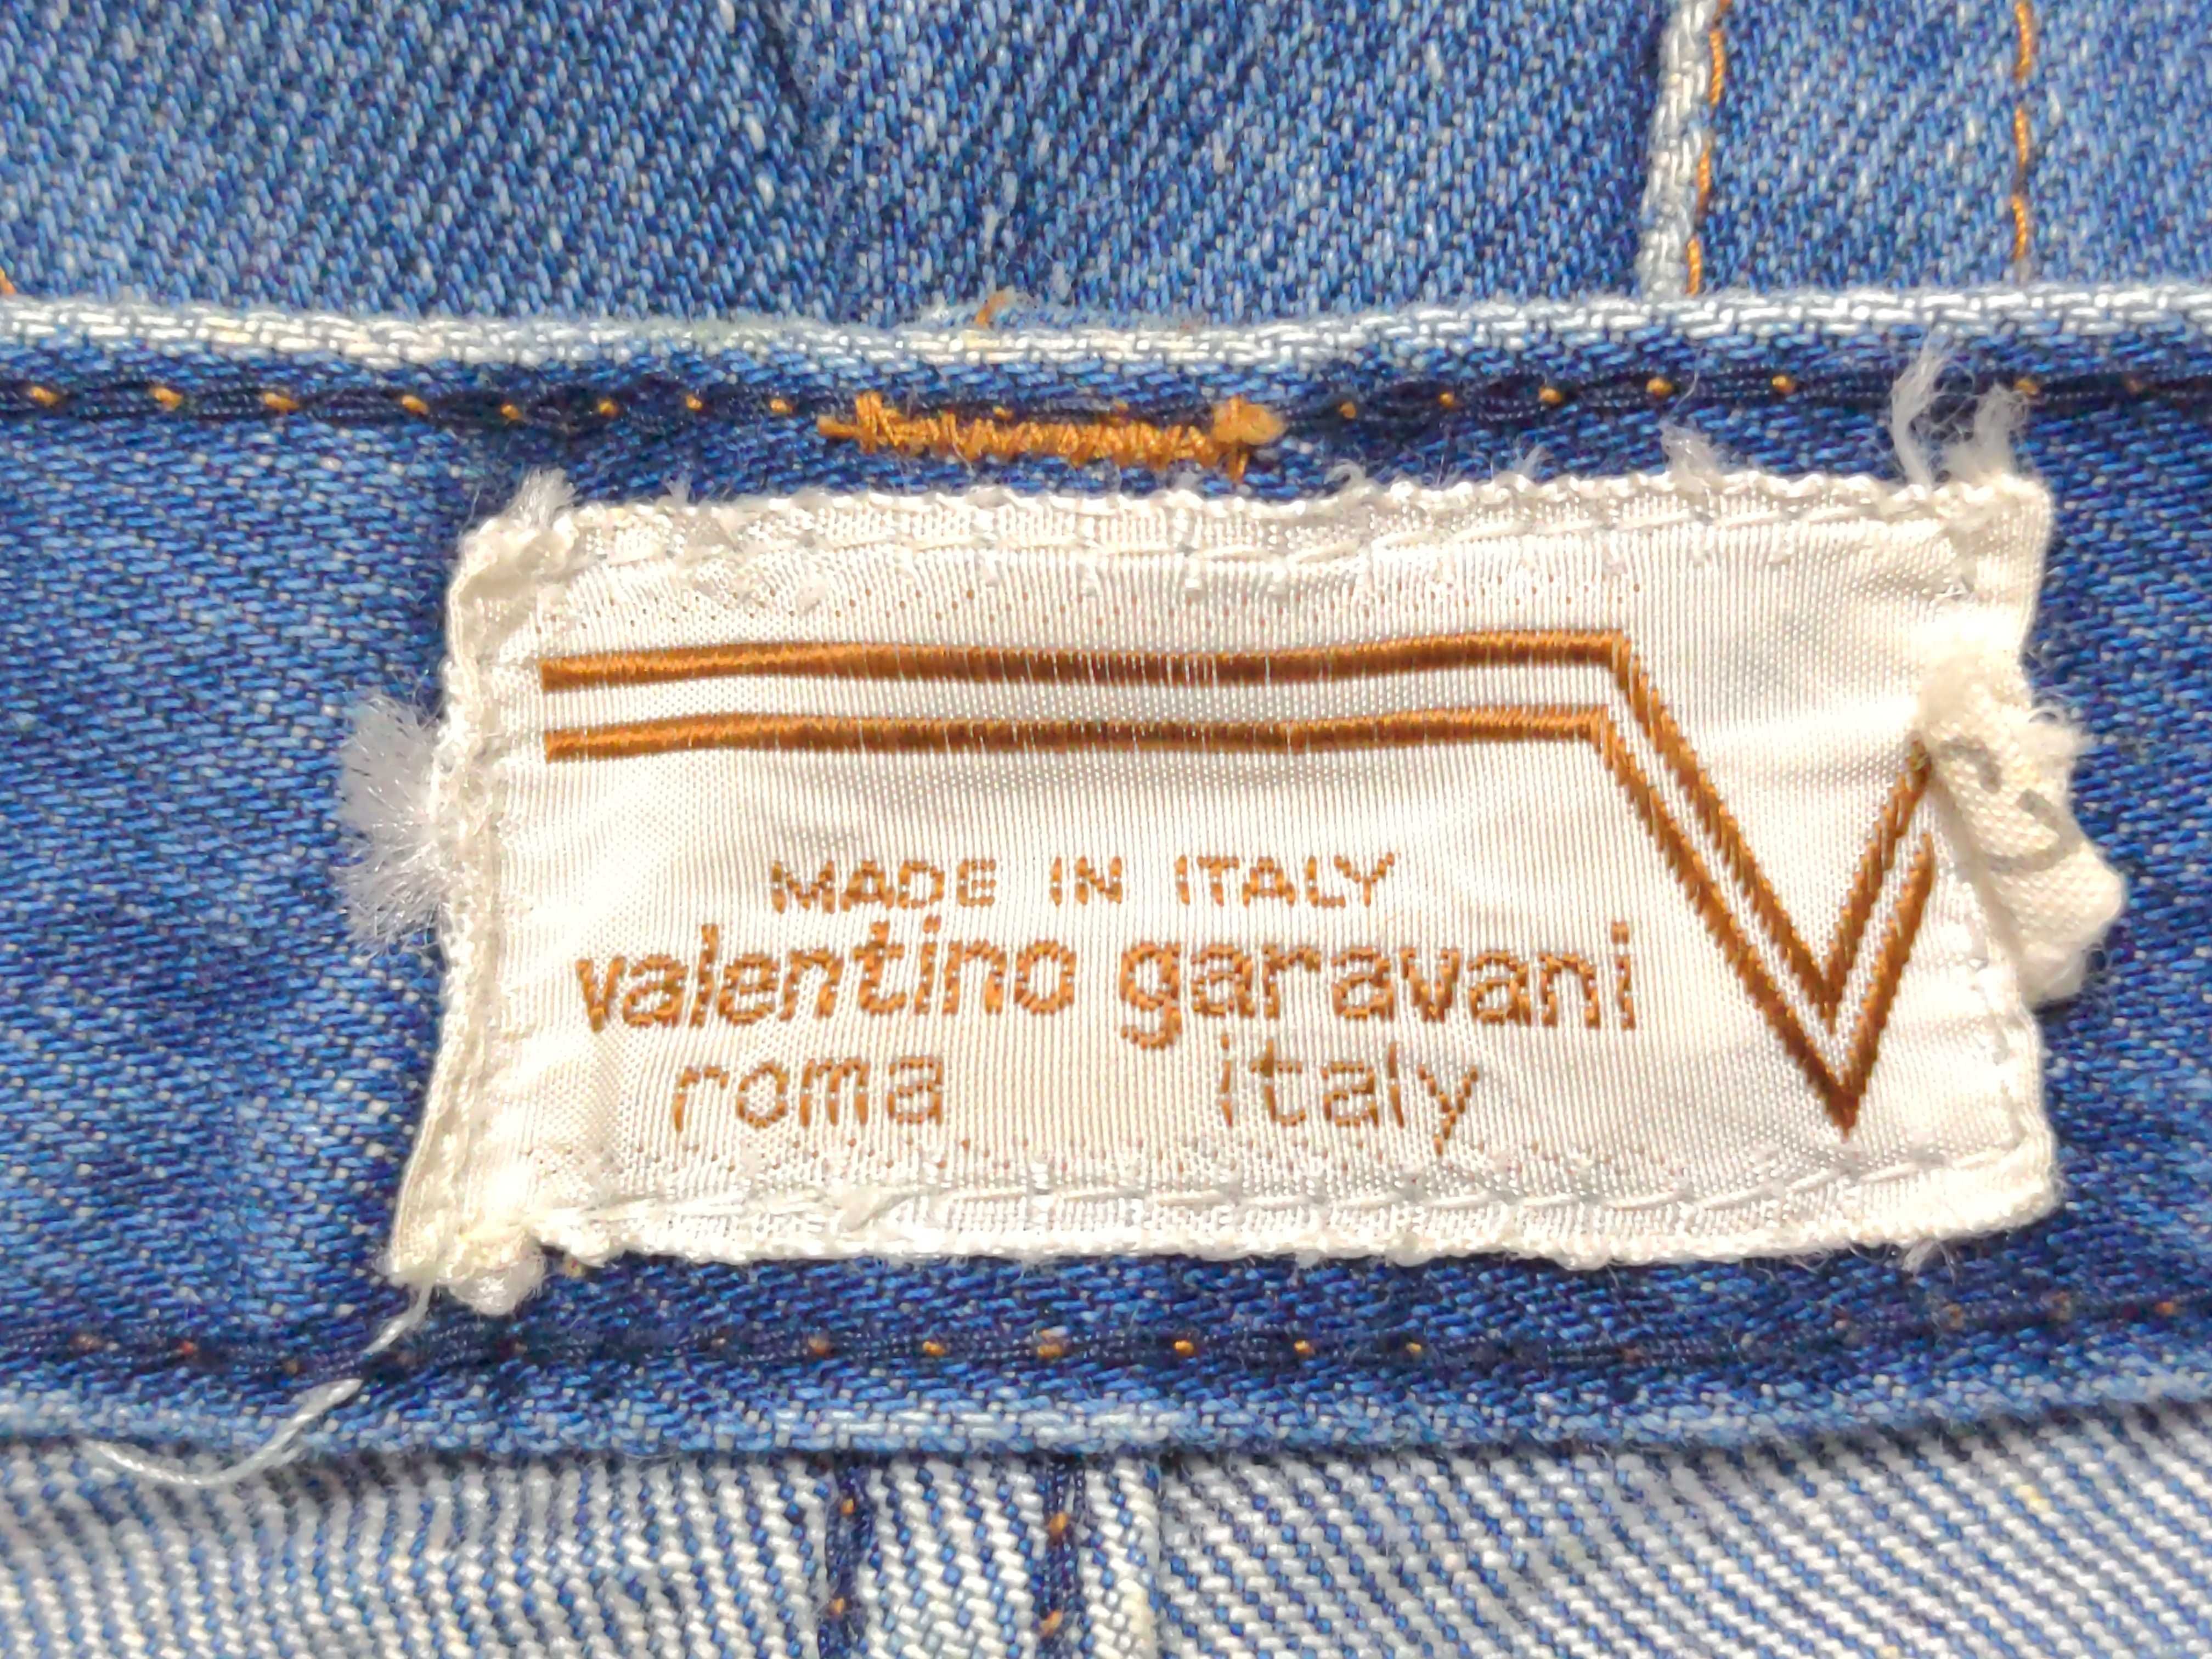 MADE IN ITALY
valentino garavani
roma italy